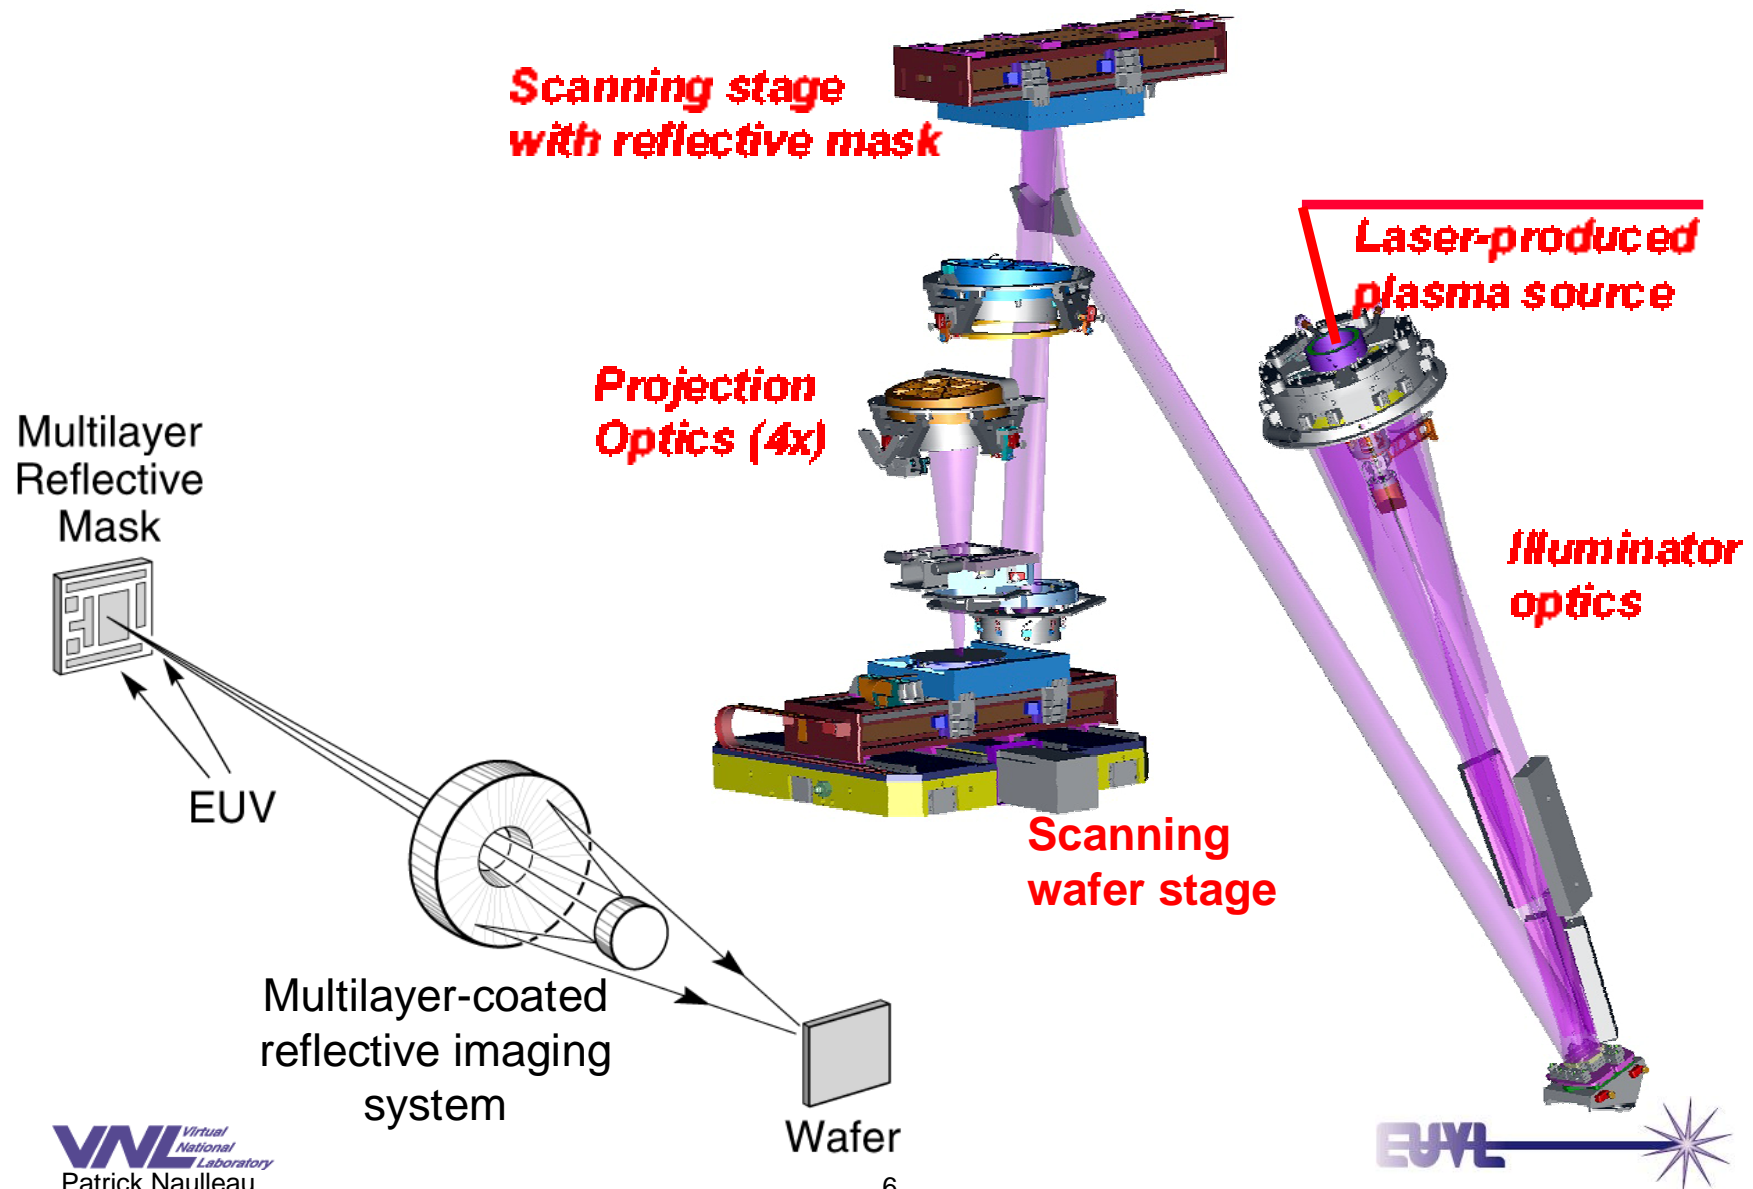 Scanning stage
with reflective mask
Laser-produced
plasma source
Projection
Optics (4x)
Multilayer
Reflective
Mask
Illuminator
optics
EUV
Scanning
wafer stage
Multilayer-coated
reflective imaging
system
Wafer
VNL Virtual
National
Laboratory
Patrick Naulleau
6
EUVL